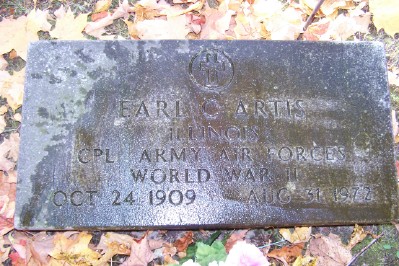 EARL C ARTIS
ILLINOIS
CPL ARMY AIR FORCES
WORLD WAR II
OCT 24 1909 AUG 31 1972